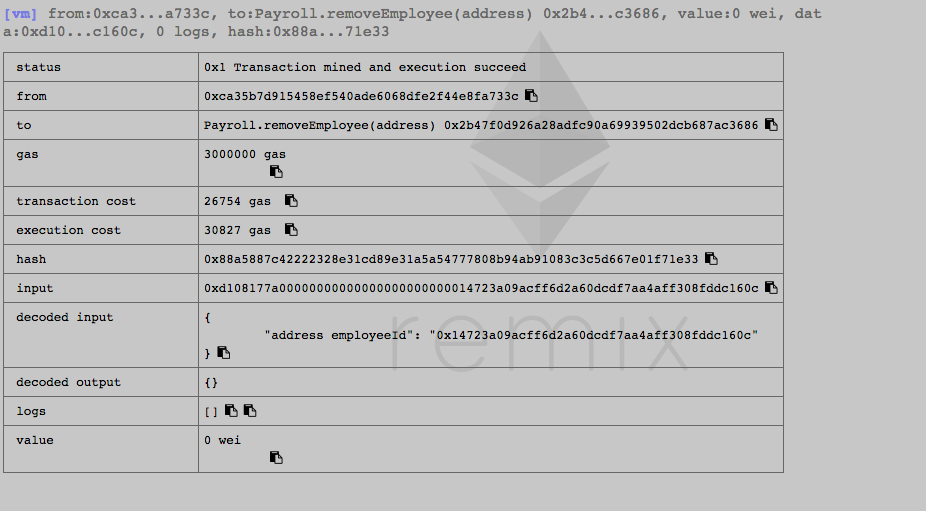 [vm] from:0xca3...a733c, to:Payroll.removeEmployee(address) 0x2b4...c3686, value:0 wei, dat
a:0xd10...c160c, 0 logs, hash:0x88a...71e33
status 0x1 Transaction mined and execution succeed
from 0xca35b7d915458ef540ade6068dfe2f44e8fa733c
to Payroll.removeEmployee(address) 0x2b47f0d926a28adfc90a69939502dcb687ac3686
gas 3000000 gas
transaction cost 26754 gas
execution cost 30827 gas
hash 0x88a5887c42222328e31cd89e31a5a54777808b94ab91083c3c5d667e01f71e33
input 0xd108177a00000000000000000000000014723a09acff6d2a60dcdf7aa4aff308fddc160c
decoded input {
"address employeeId": "0x14723a09acff6d2a60dcdf7aa4aff308fddc160c"
}
decoded output {}
logs []
value 0 wei
remix